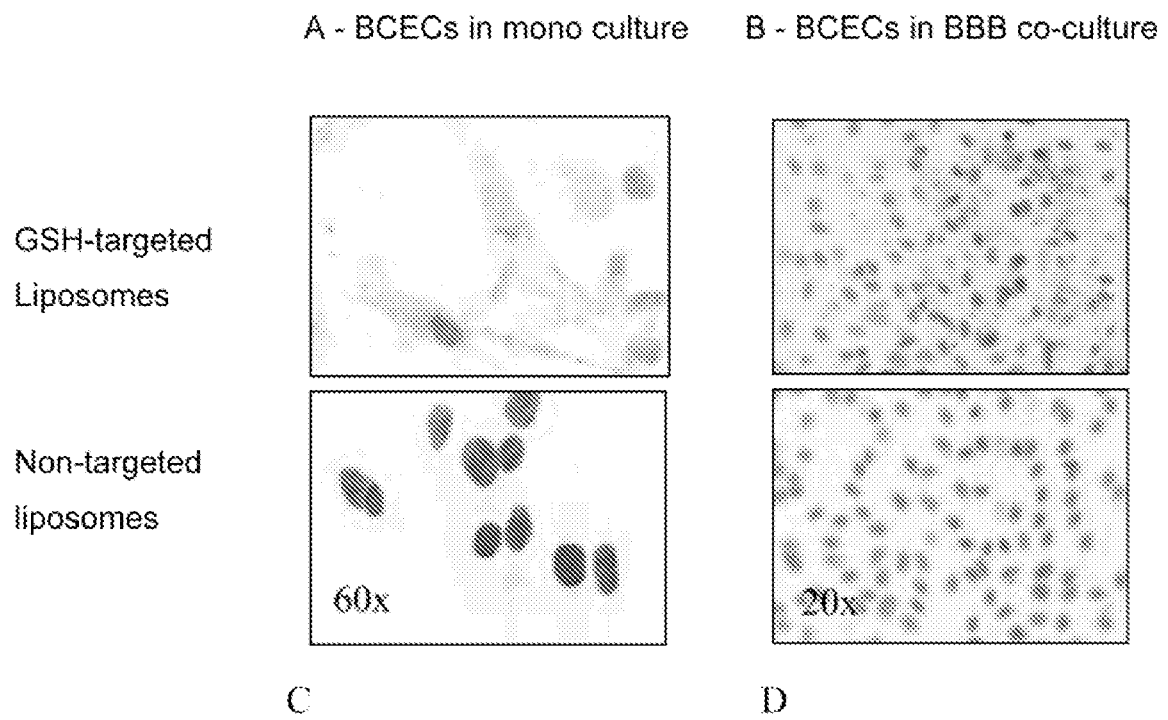 A - BCECs in mono culture
B - BCECs in BBB co-culture
GSH-targeted
Liposomes
Non-targeted
liposomes
60x
20x
C
D